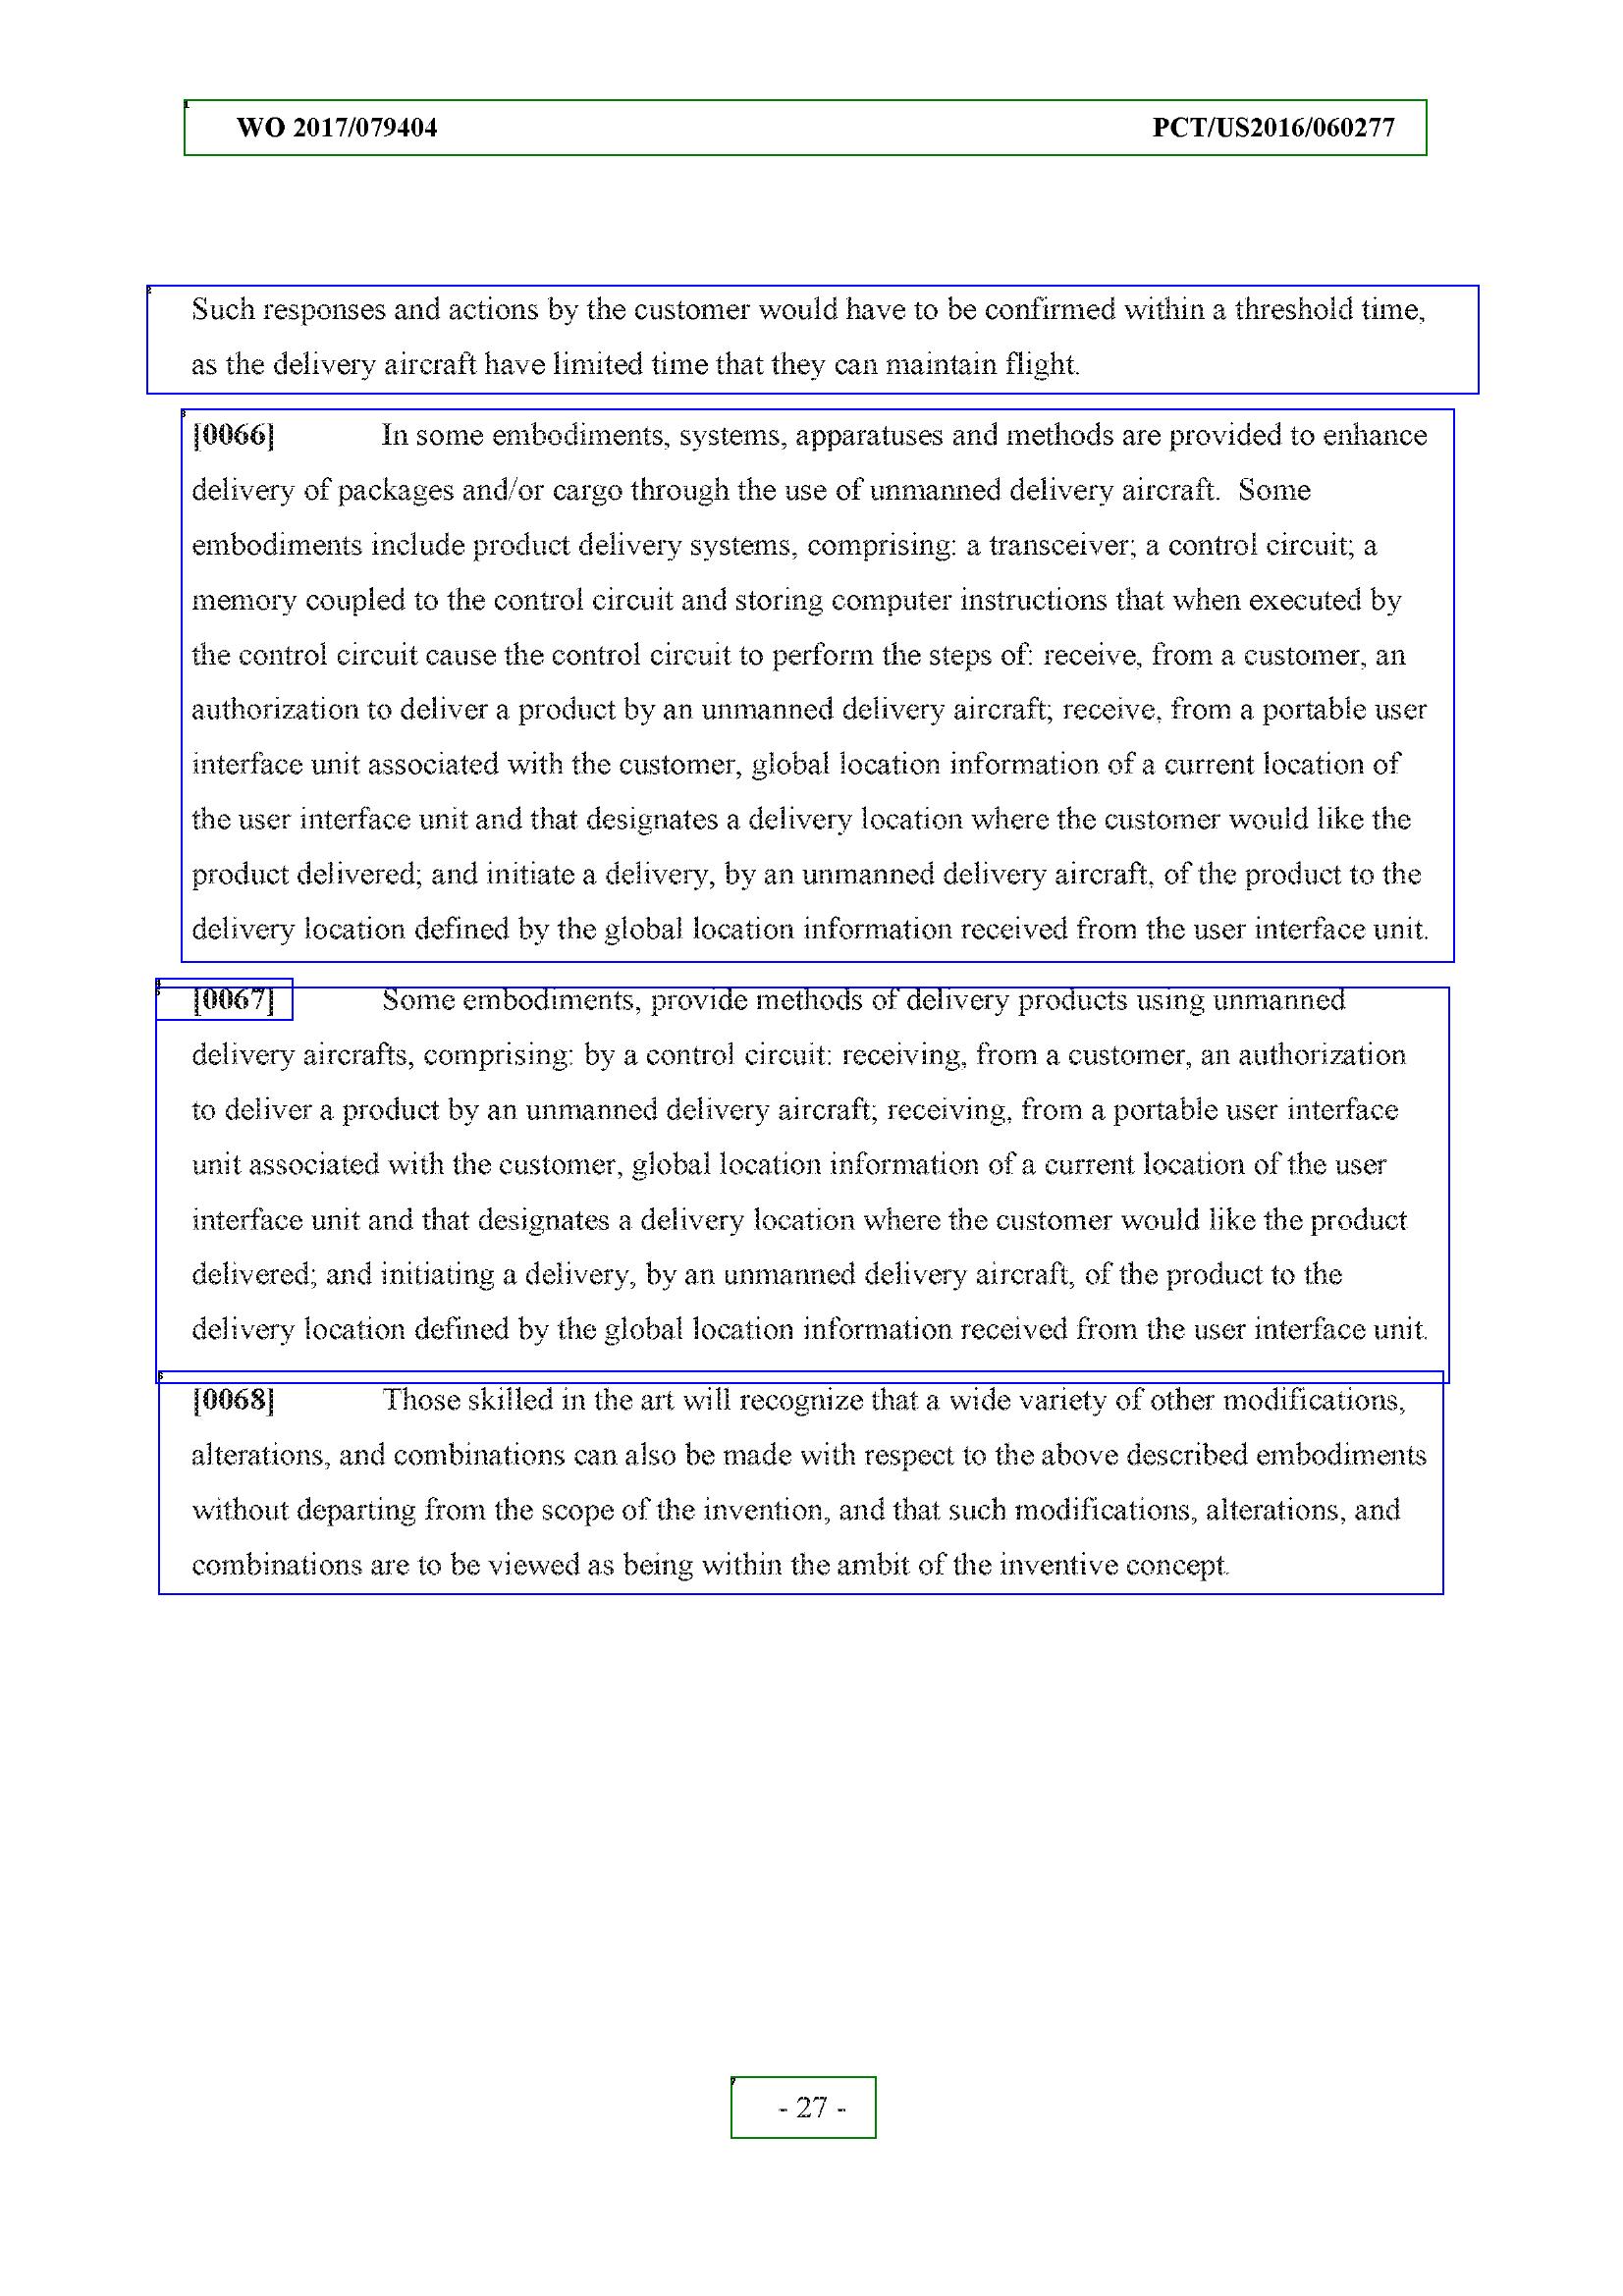 WO 2017/079404 PCT/US2016/060277
Such responses and actions by the customer would have to be confirmed within a threshold time,
as the delivery aircraft have limited time that they can maintain flight.
[0066] In some embodiments, systems, apparatuses and methods are provided to enhance
delivery of packages and/or cargo through the use of unmanned delivery aircraft. Some
embodiments include product delivery systems, comprising: a transceiver; a control circuit; a
memory coupled to the control circuit and storing computer instructions that when executed by
the control circuit cause the control circuit to perform the steps of: receive, from a customer, an
authorization to deliver a product by an unmanned delivery aircraft; receive, from a portable user
interface unit associated with the customer, global location information of a current location of
the user interface unit and that designates a delivery location where the customer would like the
product delivered; and initiate a delivery, by an unmanned delivery aircraft, of the product to the
delivery location defined by the global location information received from the user interface unit.
[0067] Some embodiments, provide methods of delivery products using unmanned
delivery aircrafts, comprising: by a control circuit: receiving, from a customer, an authorization
to deliver a product by an unmanned delivery aircraft; receiving, from a portable user interface
unit associated with the customer, global location information of a current location of the user
interface unit and that designates a delivery location where the customer would like the product
delivered; and initiating a delivery, by an unmanned delivery aircraft, of the product to the
delivery location defined by the global location information received from the user interface unit.
[0068] Those skilled in the art will recognize that a wide variety of other modifications,
alterations, and combinations can also be made with respect to the above described embodiments
without departing from the scope of the invention, and that such modifications, alterations, and
combinations are to be viewed as being within the ambit of the inventive concept.
- 27 -